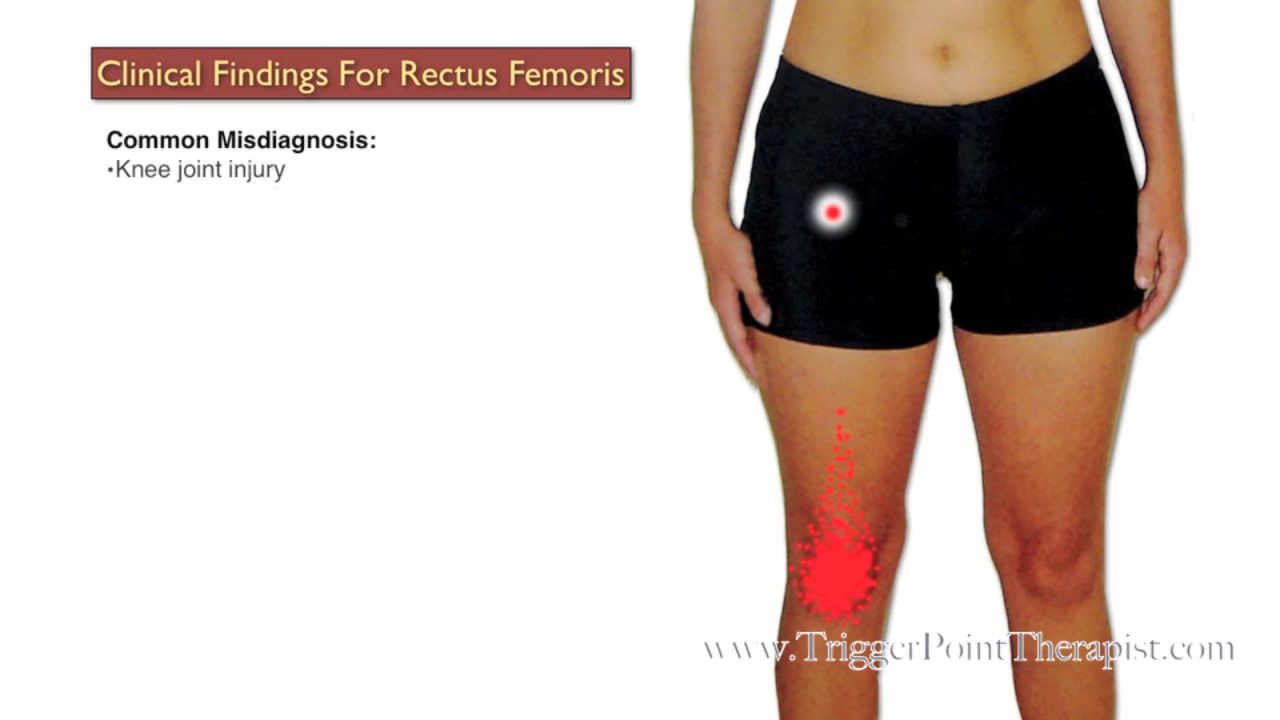 Clinical Findings For Rectus Femoris
Common Misdiagnosis:
•Knee joint injury
www.TriggerPointTherapist.com